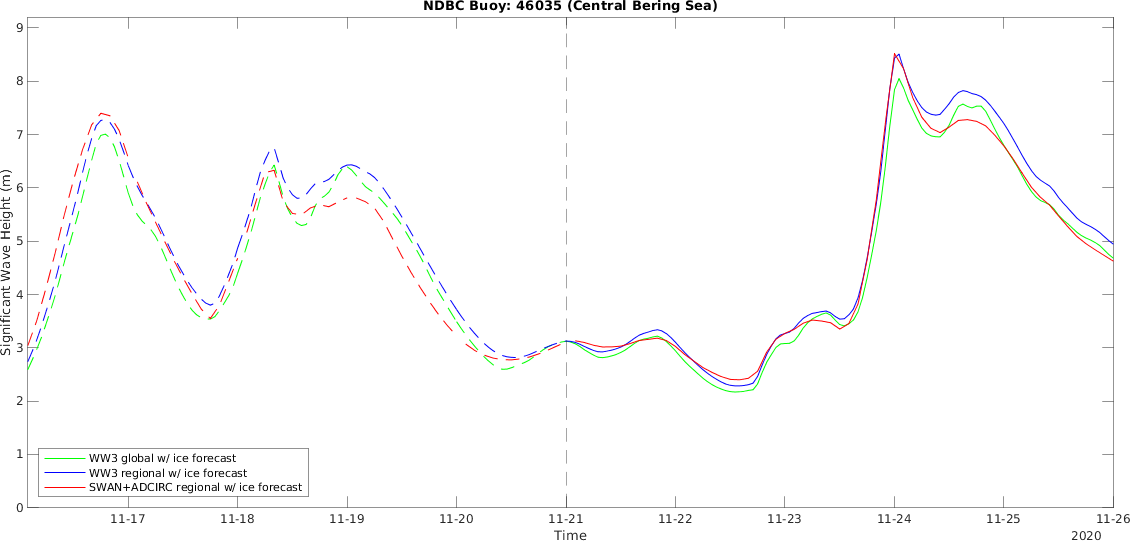 NDBC Buoy: 46035 (Central Bering Sea)
9
8
7
6
5
4
3
2
1
0
Significant Wave Height (m)
WW3 global w/ ice forecast
WW3 regional w/ ice forecast
SWAN+ADCIRC regional w/ ice forecast
11-17 11-18 11-19 11-20 11-21 11-22 11-23 11-24 11-25 11-26
Time
2020